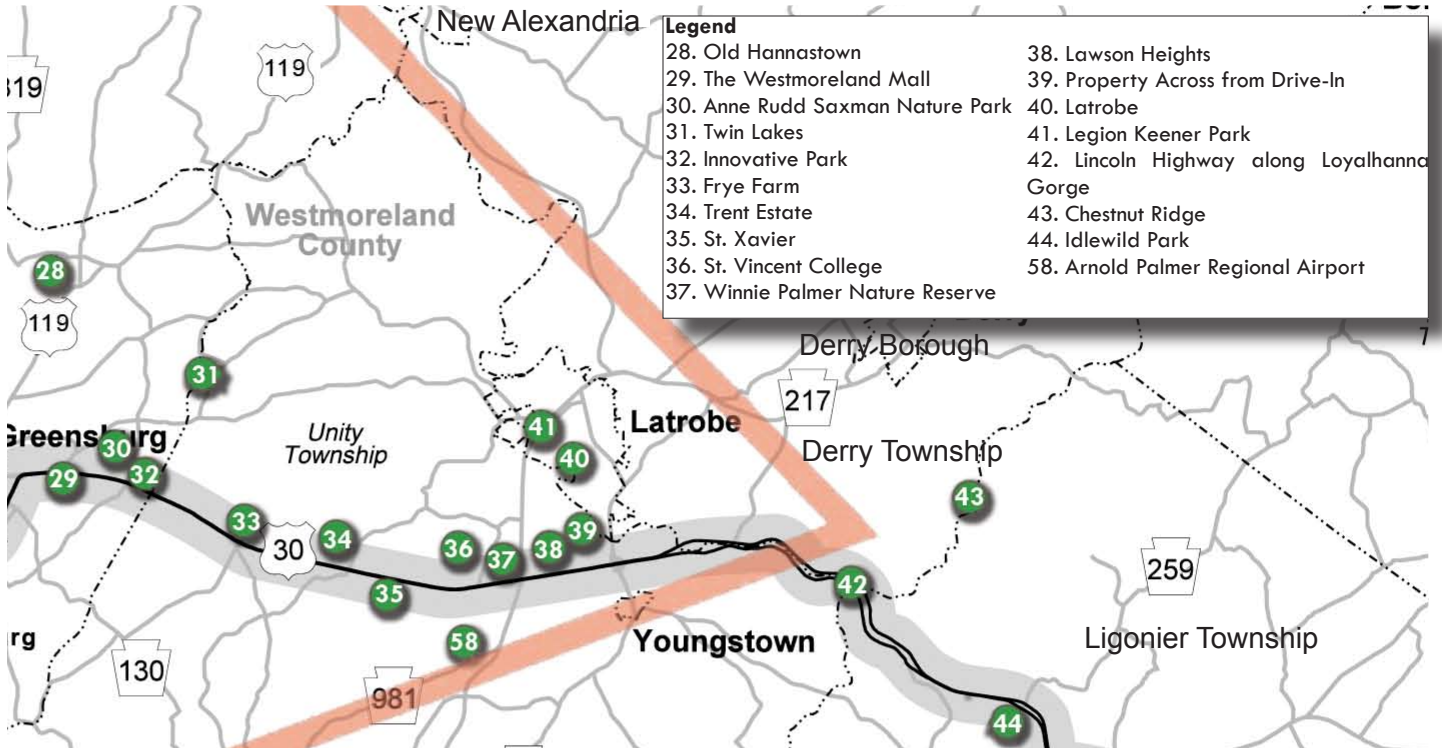 New Alexandria
119
Legend
28. Old Hannastown
29. The Westmoreland Mall
30. Anne Rudd Saxman Nature Park
31. Twin Lakes
32. Innovative Park
33. Frye Farm
34. Trent Estate
35. St. Xavier
36. St. Vincent College
37. Winnie Palmer Nature Reserve
38. Lawson Heights
39. Property Across from Drive-In
40. Latrobe
41. Legion Keener Park
42. Lincoln Highway along Loyalhanna
Gorge
43. Chestnut Ridge
44. Idlewild Park
58. Arnold Palmer Regional Airport
319
Westmoreland
County
28
119
Derry Borough
7
31
217
41
Latrobe
Greensburg
30
Unity
Township
40
Derry Township
29
32
43
33
34
39
30
36
37
38
259
42
35
rg
58
Youngstown
Ligonier Township
130
981
44